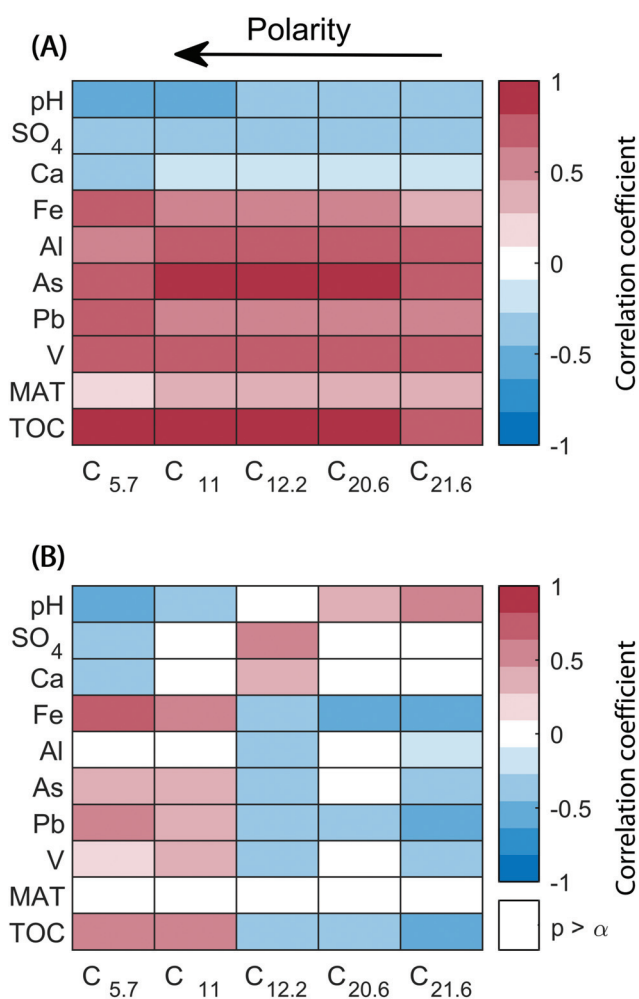 (A)
Polarity
pH
SO4
Ca
Fe
Al
As
Pb
V
MAT
TOC
C 5.7
C 11
C 12.2
C 20.6
C 21.6
1
0.5
0
-0.5
-1
Correlation coefficient
(B)
pH
SO4
Ca
Fe
Al
As
Pb
V
MAT
TOC
C 5.7
C 11
C 12.2
C 20.6
C 21.6
1
0.5
0
-0.5
-1
p > α
Correlation coefficient